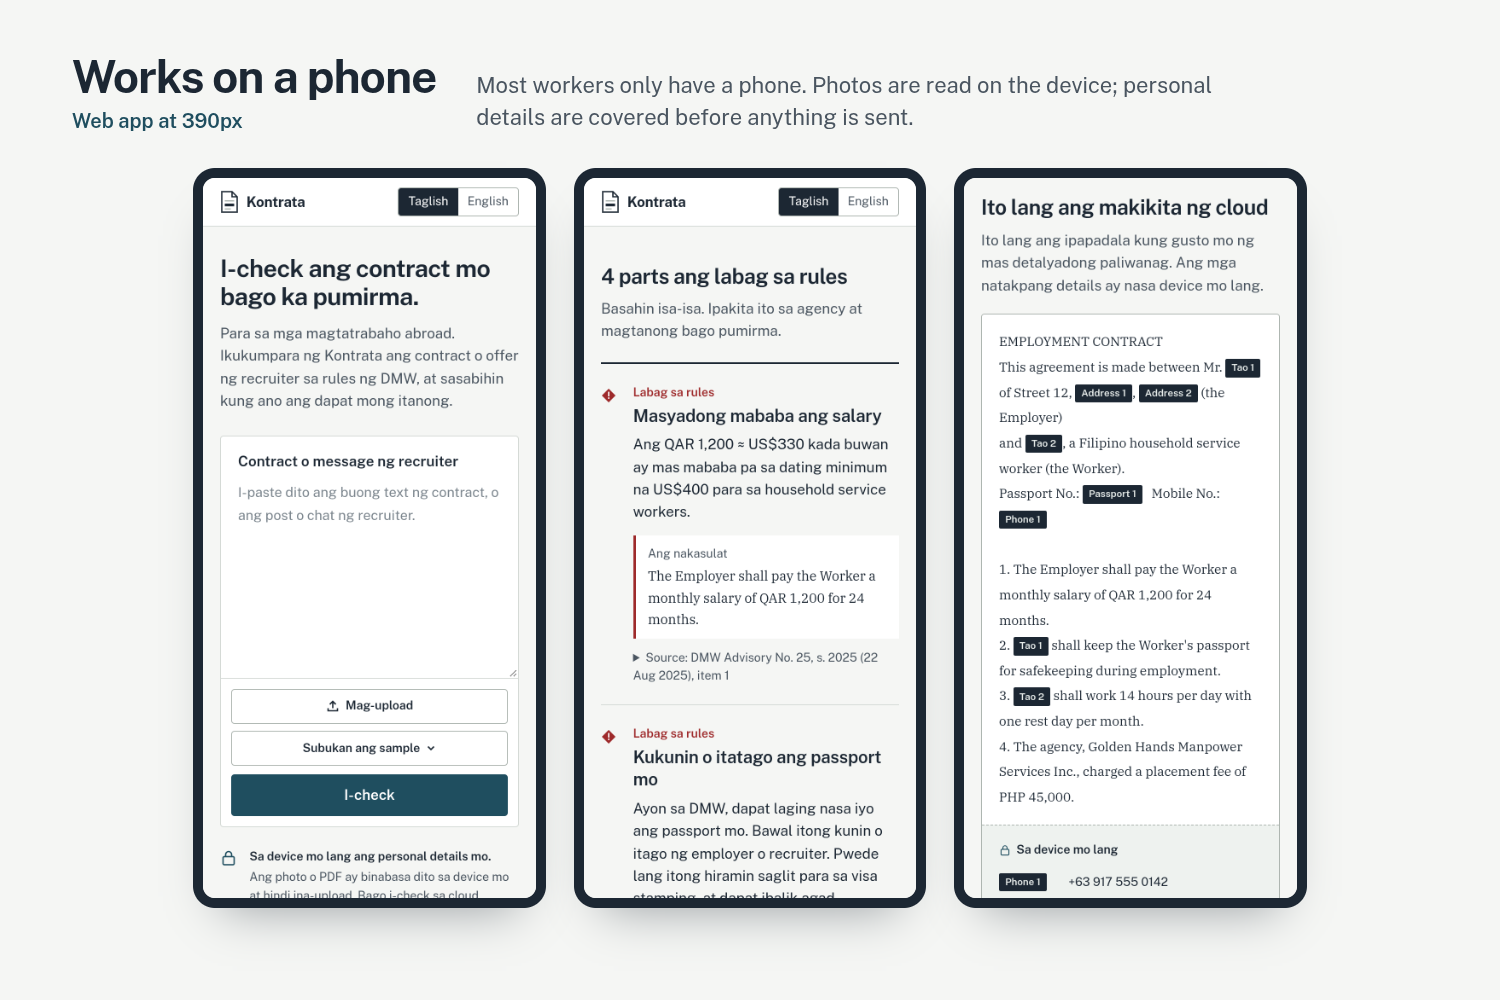 Works on a phone
Web app at 390px
Most workers only have a phone. Photos are read on the device; personal
details are covered before anything is sent.
Kontrata
Taglish English
I-check ang contract mo
bago ka pumirma.
Para sa mga magtatrabaho abroad.
Ikukumpara ng Kontrata ang contract o offer
ng recruiter sa rules ng DMW, at sasabihin
kung ano ang dapat mong itanong.
Contract o message ng recruiter
I-paste dito ang buong text ng contract, o
ang post o chat ng recruiter.
Mag-upload
Subukan ang sample
I-check
Sa device mo lang ang personal details mo.
Ang photo o PDF ay binabasa dito sa device mo
at hindi ina-upload. Bago i-check sa cloud
Kontrata
Taglish English
4 parts ang labag sa rules
Basahin isa-isa. Ipakita ito sa agency at
magtanong bago pumirma.
Labag sa rules
Masyadong mababa ang salary
Ang QAR 1,200 ≈ US$330 kada buwan
ay mas mababa pa sa dating minimum
na US$400 para sa household service
workers.
Ang nakasulat
The Employer shall pay the Worker a
monthly salary of QAR 1,200 for 24
months.
Source: DMW Advisory No. 25, s. 2025 (22
Aug 2025), item 1
Labag sa rules
Kukunin o itatago ang passport
mo
Ayon sa DMW, dapat laging nasa iyo
ang passport mo. Bawal itong kunin o
itago ng employer o recruiter. Pwede
lang itong hiramin saglit para sa visa
stamping, at dapat ibalik agad.
Ito lang ang makikita ng cloud
Ito lang ang ipapadala kung gusto mo ng
mas detalyadong paliwanag. Ang mga
natakpang details ay nasa device mo lang.
EMPLOYMENT CONTRACT
This agreement is made between Mr. Tao 1
of Street 12, Address 1, Address 2 (the
Employer)
and Tao 2, a Filipino household service
worker (the Worker).
Passport No.: Passport 1 Mobile No.:
Phone 1
1. The Employer shall pay the Worker a
monthly salary of QAR 1,200 for 24
months.
2. Tao 1 shall keep the Worker's passport
for safekeeping during employment.
3. Tao 2 shall work 14 hours per day with
one rest day per month.
4. The agency, Golden Hands Manpower
Services Inc., charged a placement fee of
PHP 45,000.
Sa device mo lang
Phone 1 +63 917 555 0142